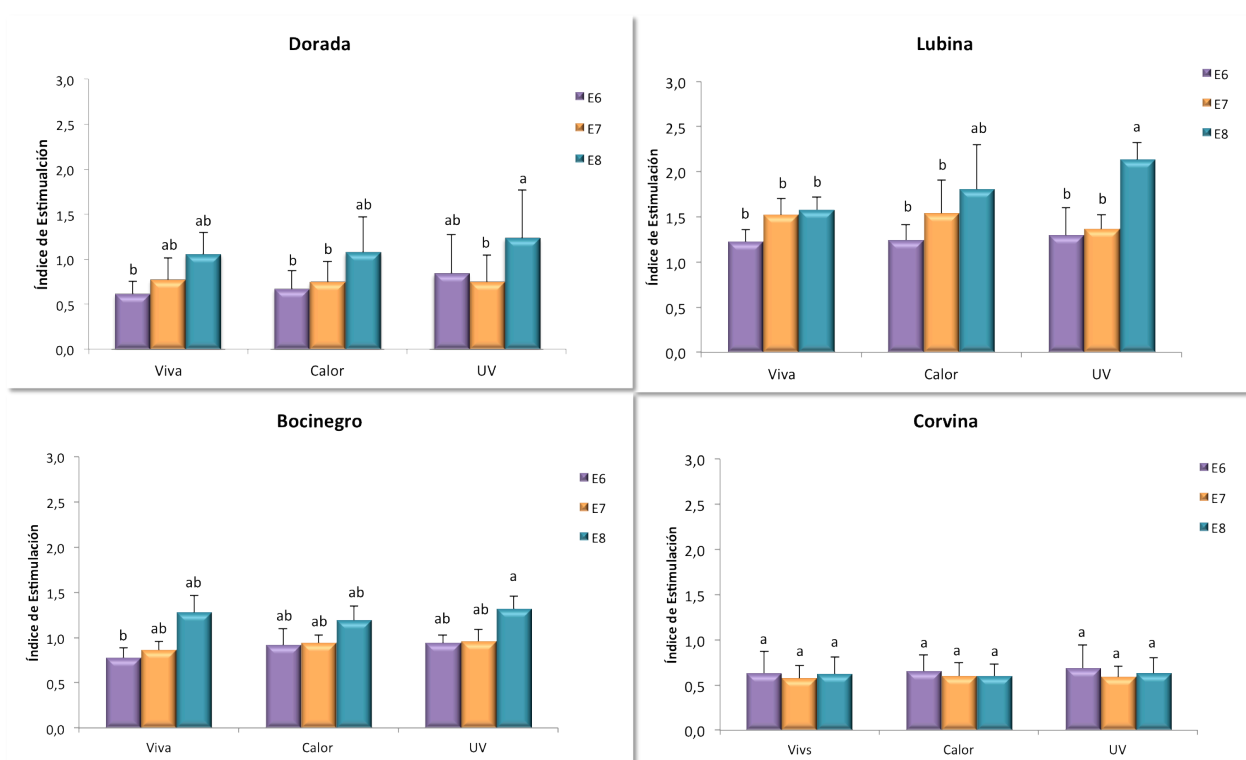 Dorada
Índice de Estimualción
3,0
2,5
2,0
1,5
1,0
0,5
0,0
b
ab
ab
b
b
ab
ab
b
a
Viva
Calor
UV
E6
E7
E8
Lubina
Índice de Estimulación
3,0
2,5
2,0
1,5
1,0
0,5
0,0
b
b
b
b
b
ab
b
b
a
Viva
Calor
UV
E6
E7
E8
Bocinegro
Índice de Estimulación
3,0
2,5
2,0
1,5
1,0
0,5
0,0
b
ab
ab
ab
ab
ab
ab
ab
a
Viva
Calor
UV
E6
E7
E8
Corvina
Índice de Estimulación
3,0
2,5
2,0
1,5
1,0
0,5
0,0
a
a
a
a
a
a
a
a
a
Vivs
Calor
UV
E6
E7
E8